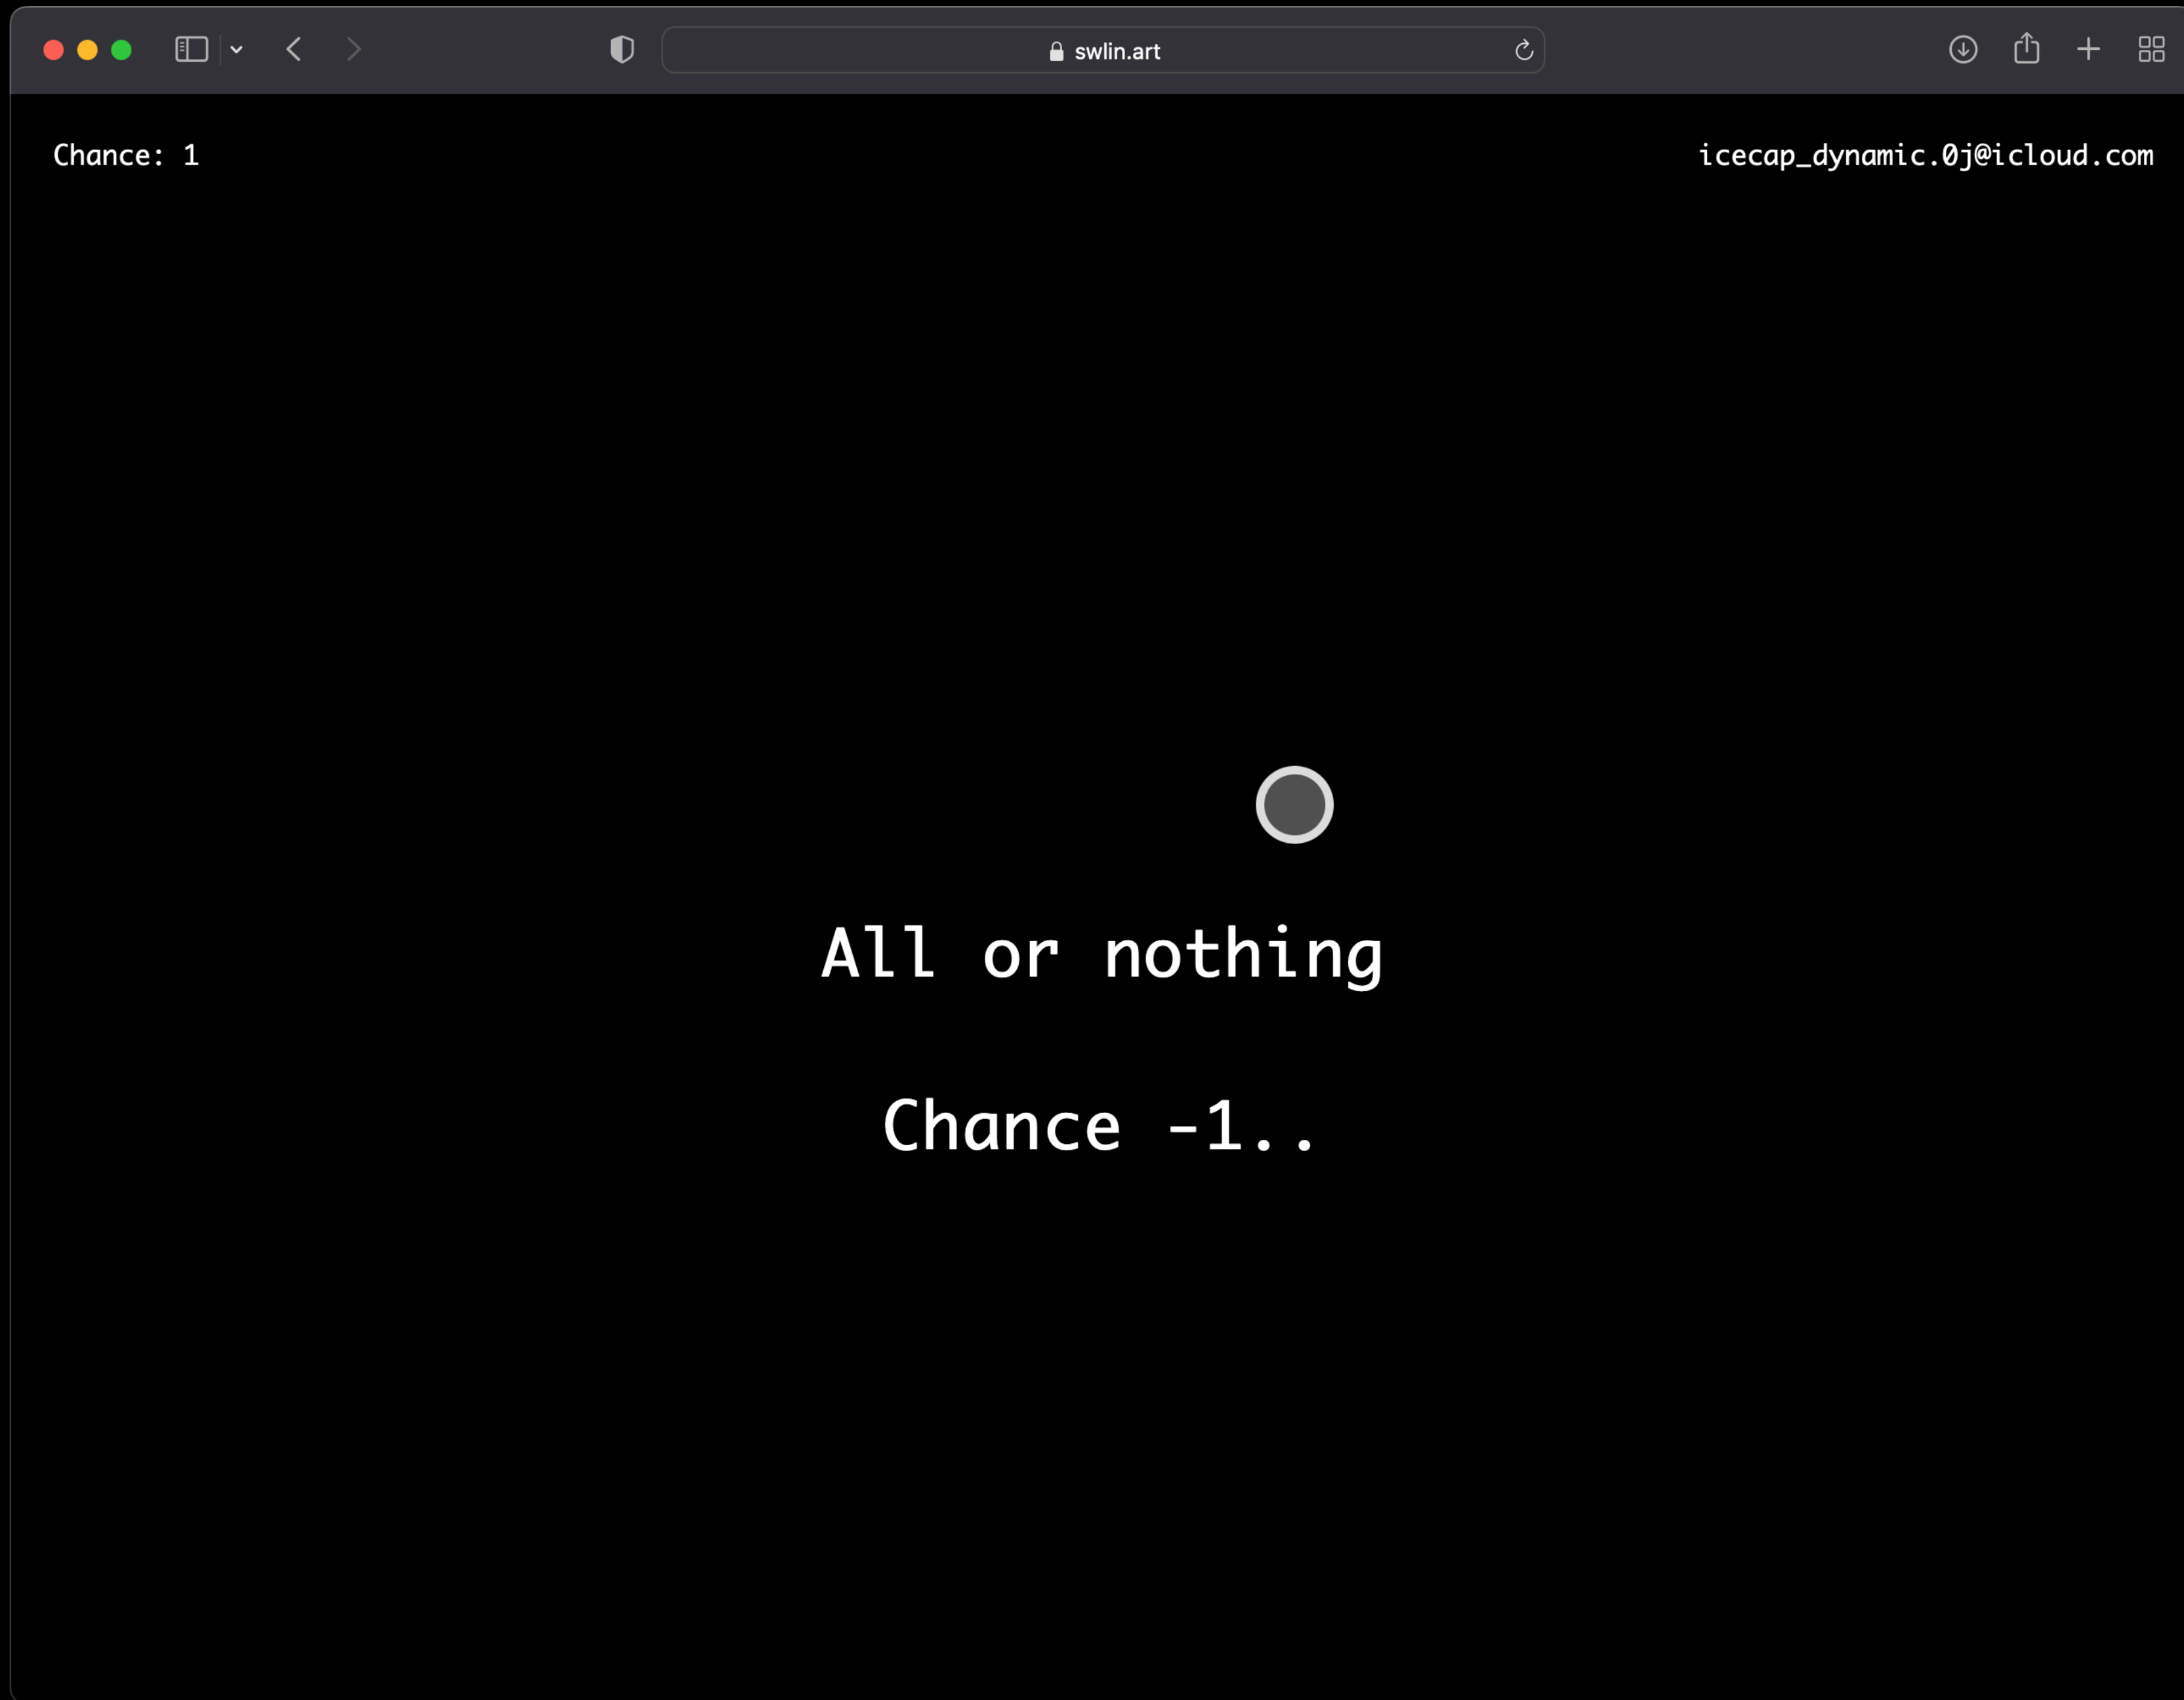 swlin.art
Chance: 1
icecap_dynamic.0j@icloud.com
All or nothing
Chance -1..